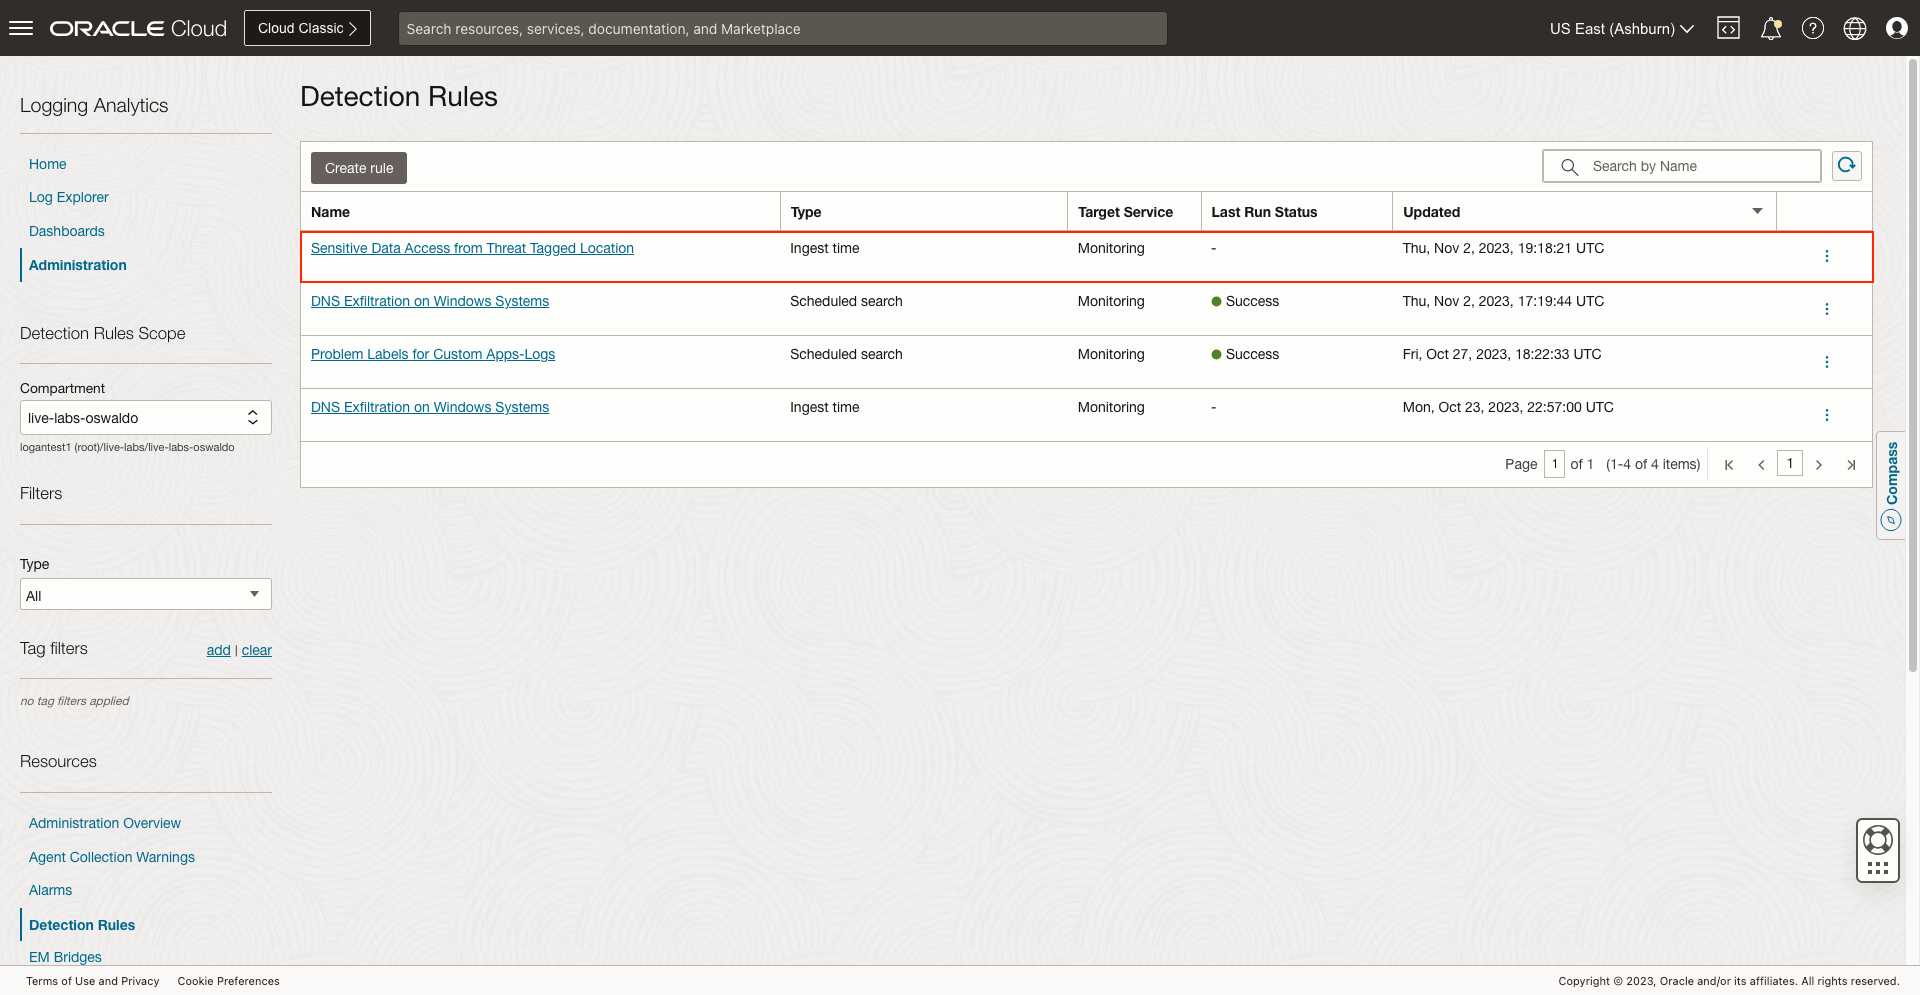 ORACLE Cloud
Cloud Classic
Search resources, services, documentation, and Marketplace
US East (Ashburn)
Logging Analytics
Home
Log Explorer
Dashboards
Administration
Detection Rules Scope
Compartment
live-labs-oswaldo
logantest1 (root)/live-labs/live-labs-oswaldo
Filters
Type
All
Tag filters
add | clear
no tag filters applied
Resources
Administration Overview
Agent Collection Warnings
Alarms
Detection Rules
EM Bridges
Detection Rules
Create rule
Search by Name
Name Type Target Service Last Run Status Updated
Sensitive Data Access from Threat Tagged Location Ingest time Monitoring - Thu, Nov 2, 2023, 19:18:21 UTC
DNS Exfiltration on Windows Systems Scheduled search Monitoring Success Thu, Nov 2, 2023, 17:19:44 UTC
Problem Labels for Custom Apps-Logs Scheduled search Monitoring Success Fri, Oct 27, 2023, 18:22:33 UTC
DNS Exfiltration on Windows Systems Ingest time Monitoring - Mon, Oct 23, 2023, 22:57:00 UTC
Page 1 of 1 (1-4 of 4 items) 1
Compass
Terms of Use and Privacy Cookie Preferences
Copyright © 2023, Oracle and/or its affiliates. All rights reserved.